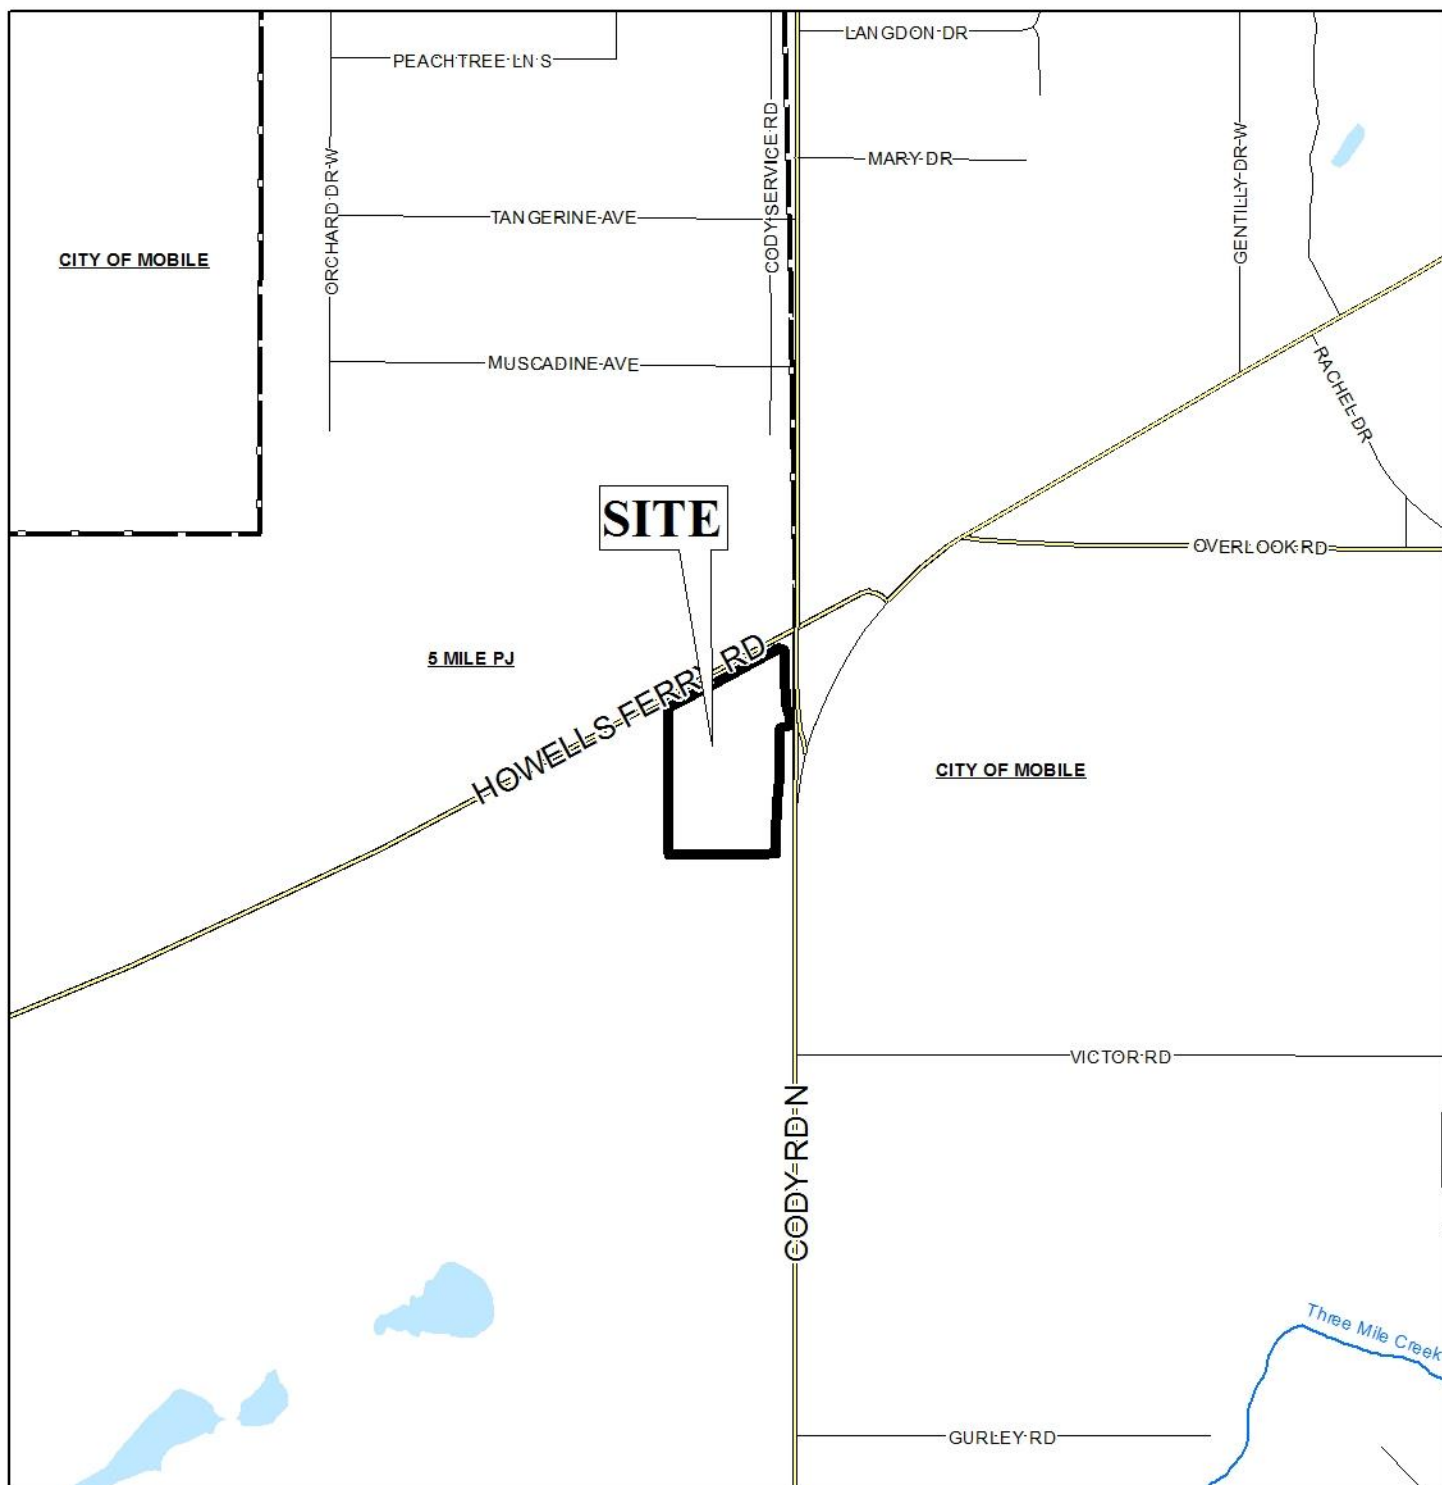 LANGDON DR
PEACHTREE LN S
CODY SERVICE RD
ORCHARD DR W
MARY DR
GENTILLY DR W
TANGERINE AVE
CITY OF MOBILE
MUSCADINE AVE
RACHEL DR
SITE
OVERLOOK RD
5 MILE PJ
HOWELLS FERRY RD
CITY OF MOBILE
VICTOR RD
CODY RD N
Three Mile Creek
GURLEY RD